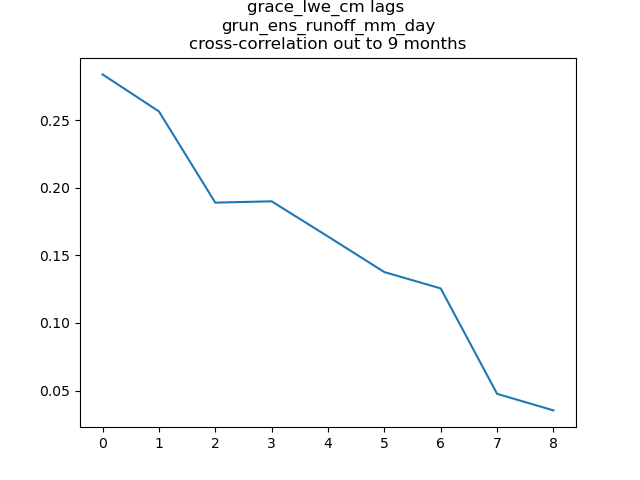 grace_lwe_cm lags
grun_ens_runoff_mm_day
cross-correlation out to 9 months
0.25
0.20
0.15
0.10
0.05
0 1 2 3 4 5 6 7 8